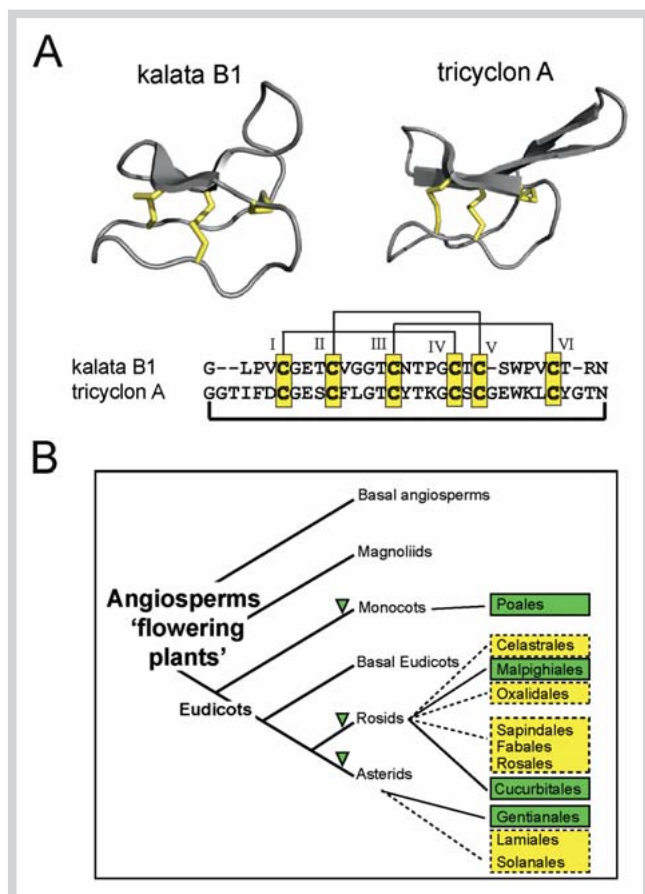 A
kalata B1
tricyclon A
I II III IV V VI
kalata B1 G--LPVCGETCVGGTCNTPGCTC-SWPVCT-RN
tricyclon A GGTIFDCGESCFLGTCYTKGCSCGEWKLCYGTN
B
Basal angiosperms
Magnoliids
Angiosperms
'flowering
plants'
Monocots
Poales
Celastrales
Basal Eudicots
Malpighiales
Oxalidales
Eudicots
Rosids
Sapindales
Fabales
Rosales
Asterids
Cucurbitales
Gentianales
Lamiales
Solanales